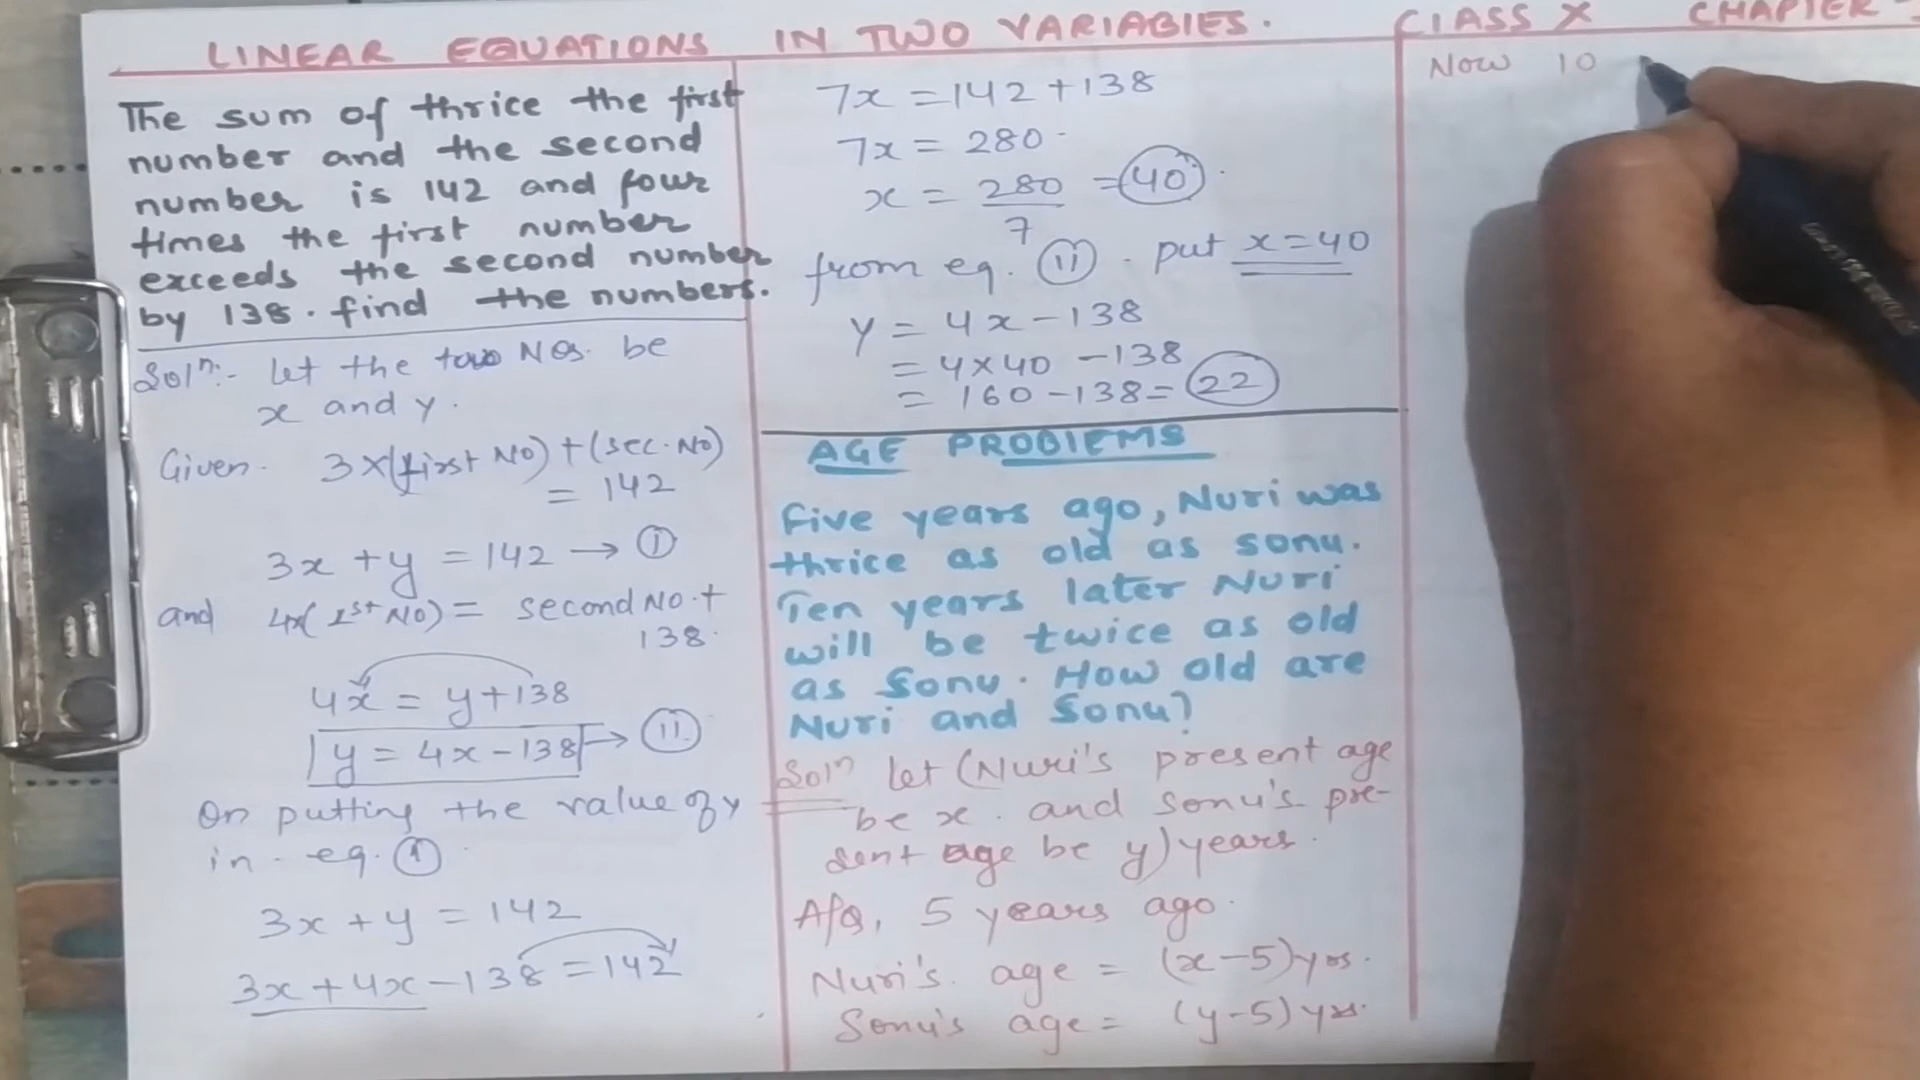 LINEAR EQUATIONS IN TWO VARIABLES. CLASS X CHAPTER
The sum of thrice the first
number and the second
number is 142 and four
times the first number
exceeds the second number
by 138. find the numbers.
Soln:- Let the two Nos. be
x and y.
Given. 3×(first No)+(sec. No)
= 142
3x + y = 142 → (I)
and 4×(1st No) = second No. +
138.
4x = y+138
y = 4x-138 → (II)
On putting the value of y
in eq. (1)
3x + y = 142
3x + 4x - 138 = 142
7x = 142 + 138
7x = 280
x = 280/7 = 40
from eq. (II). put x=40
y = 4x - 138
= 4×40 - 138
= 160 - 138 = 22
AGE PROBLEMS
Five years ago, Nuri was
thrice as old as sonu.
Ten years later Nuri
will be twice as old
as Sonu. How old are
Nuri and Sonu?
Soln Let (Nuri's present age
be x. and Sonu's pre-
sent age be y) years.
A/Q, 5 years ago.
Nuri's. age = (x-5) yrs.
Sonu's age = (y-5) yrs.
Now 10